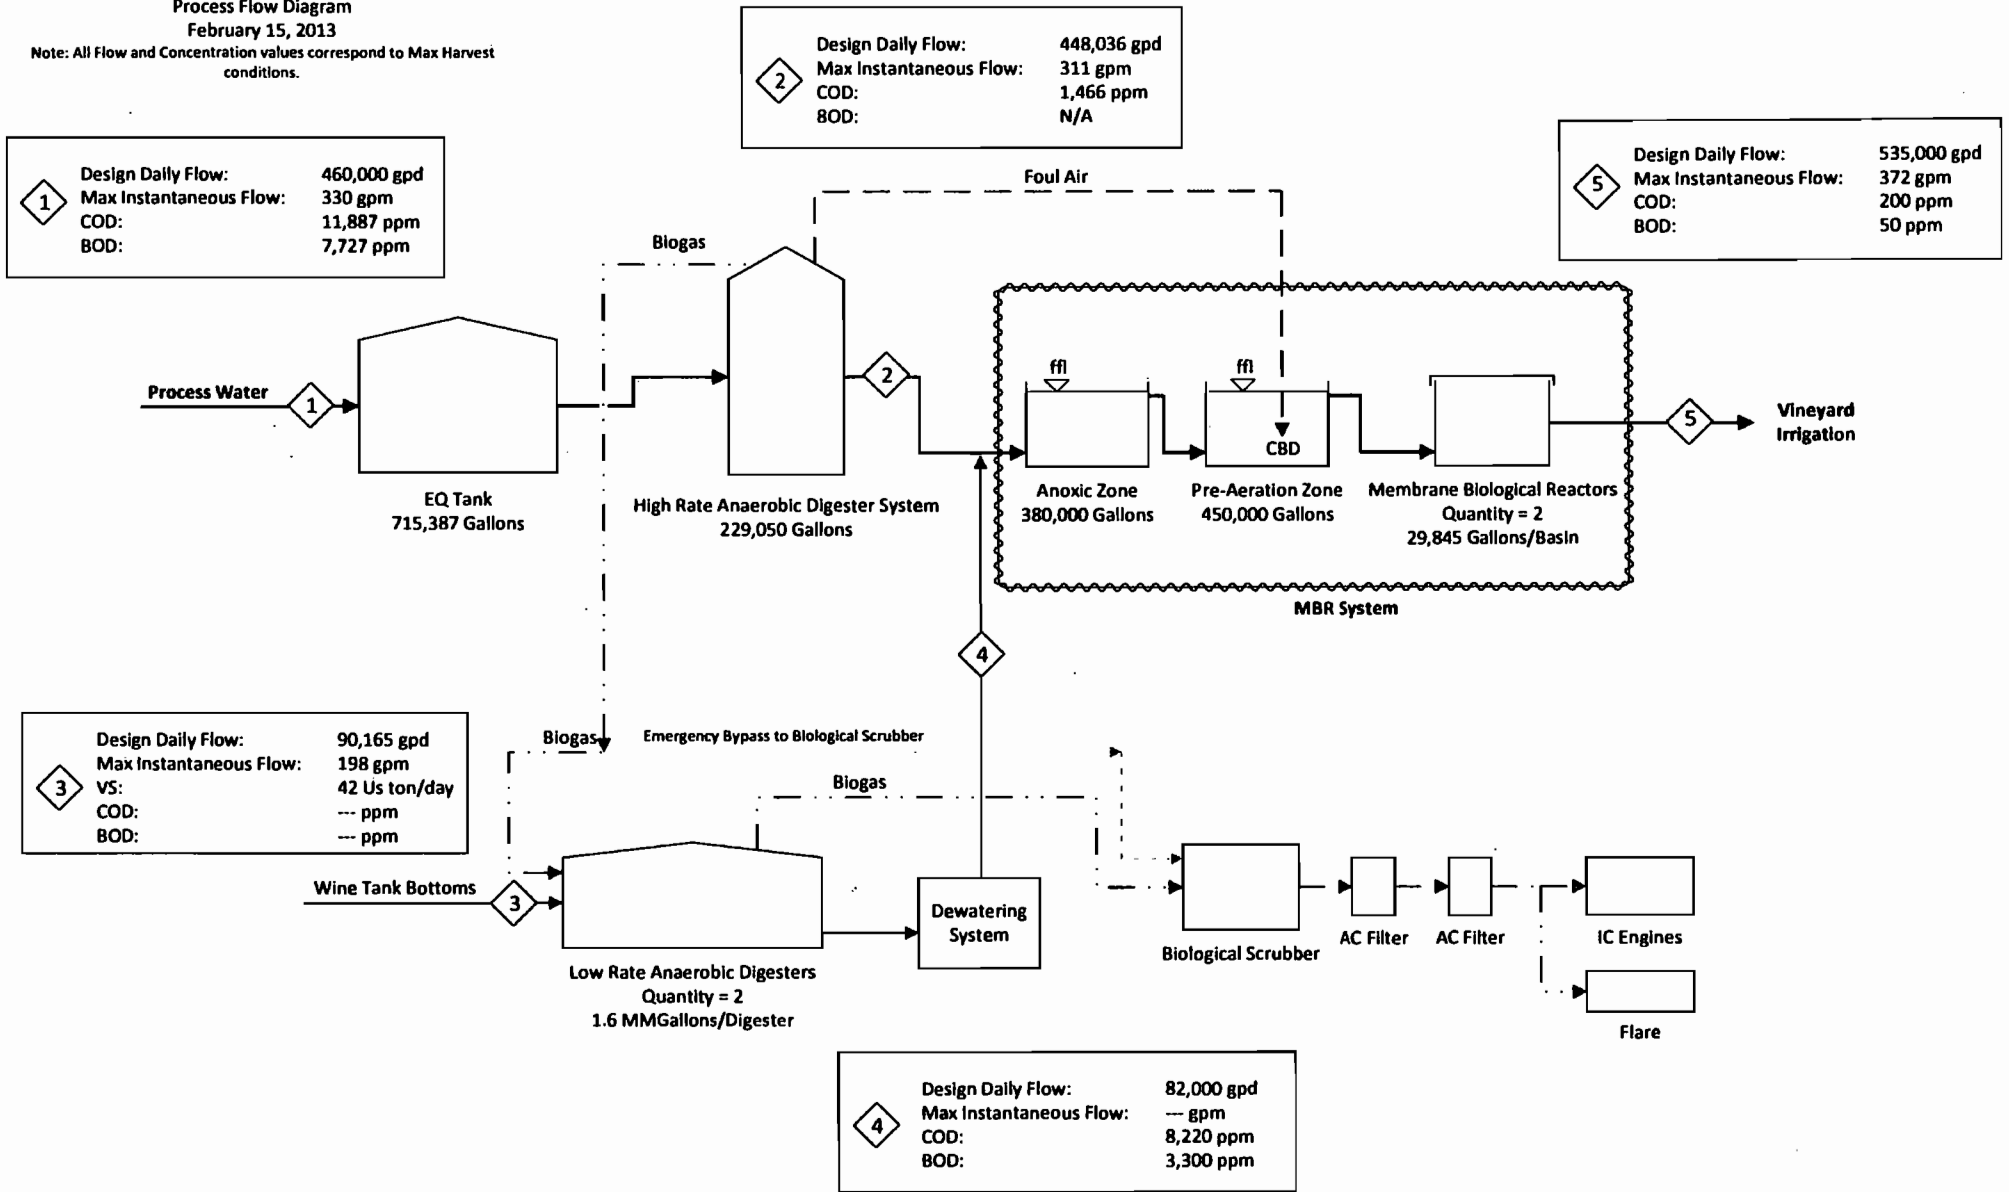 Process Flow Diagram
February 15, 2013
Note: All Flow and Concentration values correspond to Max Harvest
conditions.
2
Design Daily Flow: 448,036 gpd
Max Instantaneous Flow: 311 gpm
COD: 1,466 ppm
BOD: N/A
1
Design Daily Flow: 460,000 gpd
Max Instantaneous Flow: 330 gpm
COD: 11,887 ppm
BOD: 7,727 ppm
5
Design Daily Flow: 535,000 gpd
Max Instantaneous Flow: 372 gpm
COD: 200 ppm
BOD: 50 ppm
Foul Air
Biogas
Process Water
1
2
ffl
ffl
CBD
5
Vineyard
Irrigation
EQ Tank
715,387 Gallons
High Rate Anaerobic Digester System
229,050 Gallons
Anoxic Zone
380,000 Gallons
Pre-Aeration Zone
450,000 Gallons
Membrane Biological Reactors
Quantity = 2
29,845 Gallons/Basin
MBR System
4
3
Design Daily Flow: 90,165 gpd
Max Instantaneous Flow: 198 gpm
VS: 42 Us ton/day
COD: --- ppm
BOD: --- ppm
Biogas
Emergency Bypass to Biological Scrubber
Biogas
Wine Tank Bottoms
3
Dewatering
System
Low Rate Anaerobic Digesters
Quantity = 2
1.6 MMGallons/Digester
Biological Scrubber
AC Filter
AC Filter
IC Engines
Flare
4
Design Daily Flow: 82,000 gpd
Max Instantaneous Flow: --- gpm
COD: 8,220 ppm
BOD: 3,300 ppm